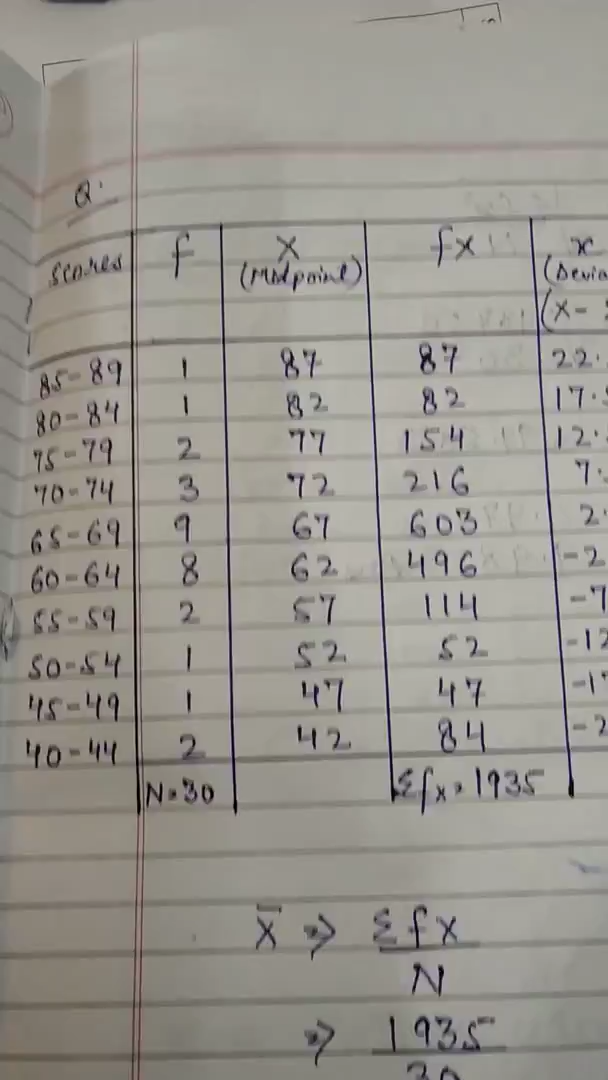 Q.
scores f X fX x
(Midpoint) (Devia
(X-
85-89 1 87 87 22.
80-84 1 82 82 17.
75-79 2 77 154 12.
70-74 3 72 216 7.
65-69 9 67 603 2.
60-64 8 62 496 -2
55-59 2 57 114 -7
50-54 1 52 52 -12
45-49 1 47 47 -1
40-44 2 42 84 -2
N=30 Σfx=1935
X̄ ⇒ ΣfX
N
⇒ 1935
30